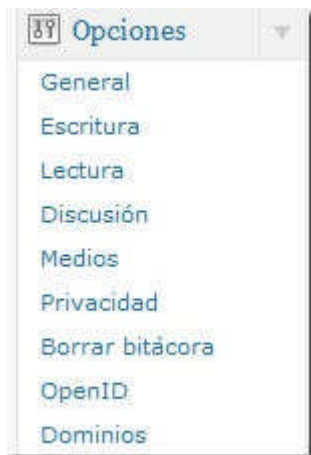 Opciones
General
Escritura
Lectura
Discusión
Medios
Privacidad
Borrar bitácora
OpenID
Dominios